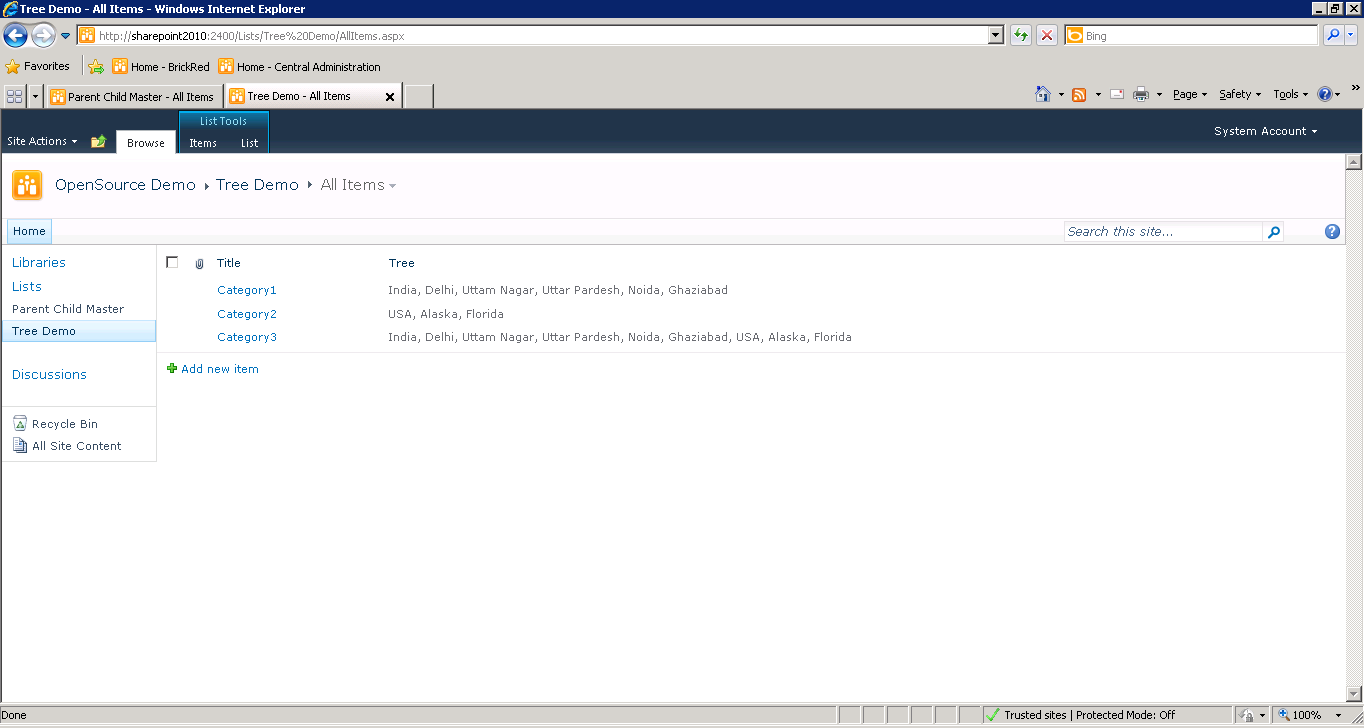 Tree Demo - All Items - Windows Internet Explorer
http://sharepoint2010:2400/Lists/Tree%20Demo/AllItems.aspx
Bing
Favorites
Home - BrickRed
Home - Central Administration
Parent Child Master - All Items
Tree Demo - All Items
Page
Safety
Tools
»
List Tools
Site Actions
Browse
Items
List
System Account
OpenSource Demo
Tree Demo
All Items
Home
Search this site...
Libraries
Lists
Parent Child Master
Tree Demo
Discussions
Recycle Bin
All Site Content
Title Tree
Category1 India, Delhi, Uttam Nagar, Uttar Pardesh, Noida, Ghaziabad
Category2 USA, Alaska, Florida
Category3 India, Delhi, Uttam Nagar, Uttar Pardesh, Noida, Ghaziabad, USA, Alaska, Florida
Add new item
Done
Trusted sites | Protected Mode: Off
100%